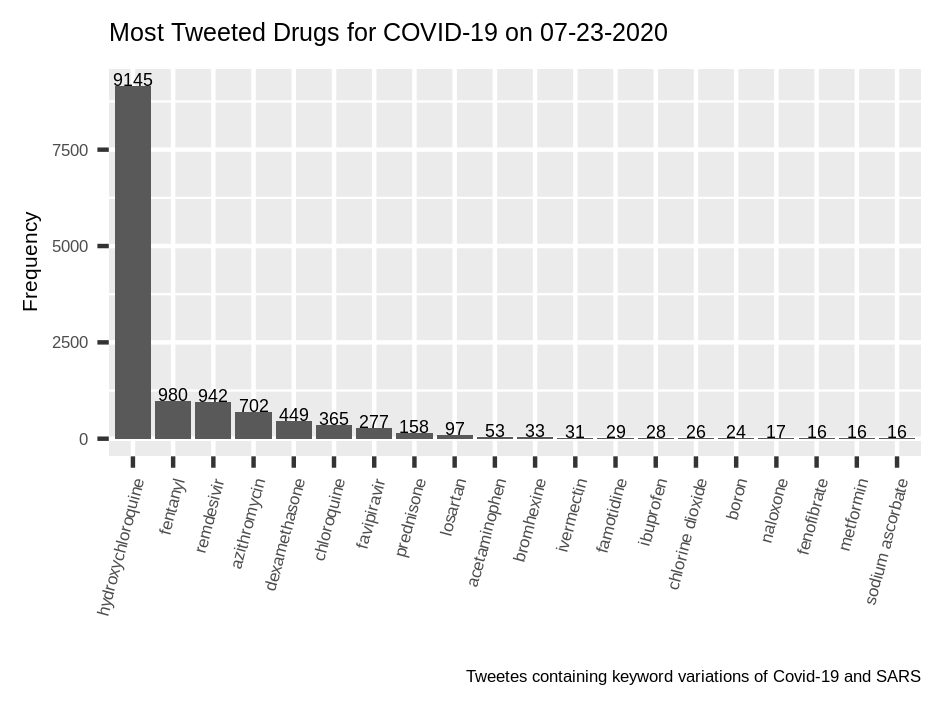 Most Tweeted Drugs for COVID-19 on 07-23-2020
Frequency
7500
5000
2500
0
9145
980
942
702
449
365
277
158
97
53
33
31
29
28
26
24
17
16
16
16
hydroxychloroquine
fentanyl
remdesivir
azithromycin
dexamethasone
chloroquine
favipiravir
prednisone
losartan
acetaminophen
bromhexine
ivermectin
famotidine
ibuprofen
chlorine dioxide
boron
naloxone
fenofibrate
metformin
sodium ascorbate
Tweetes containing keyword variations of Covid-19 and SARS